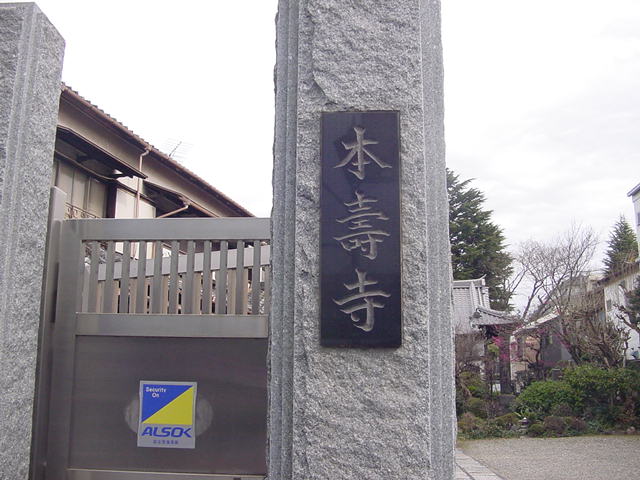 本壽寺
Security
On
ALSOK